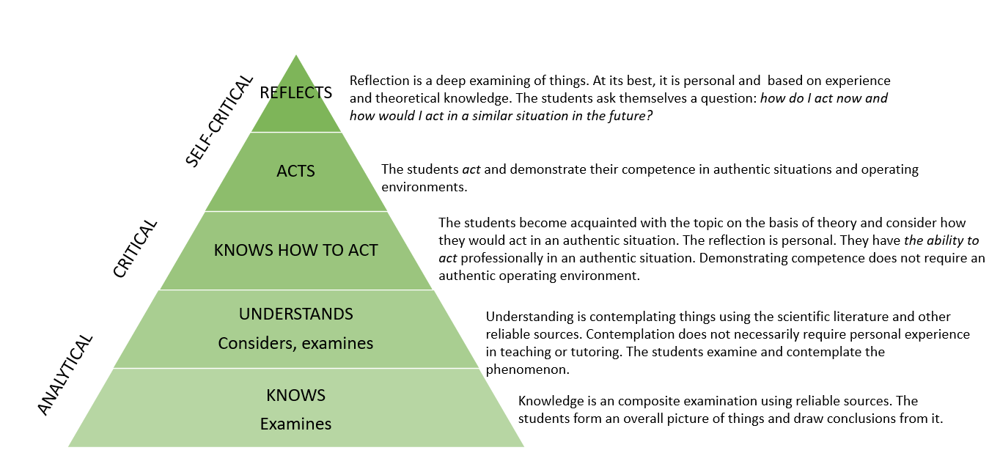 SELF-CRITICAL
REFLECTS
Reflection is a deep examining of things. At its best, it is personal and  based on experience
and theoretical knowledge. The students ask themselves a question: how do I act now and
how would I act in a similar situation in the future?
ACTS
The students act and demonstrate their competence in authentic situations and operating
environments.
CRITICAL
KNOWS HOW TO ACT
The students become acquainted with the topic on the basis of theory and consider how
they would act in an authentic situation. The reflection is personal. They have the ability to
act professionally in an authentic situation. Demonstrating competence does not require an
authentic operating environment.
ANALYTICAL
UNDERSTANDS
Considers, examines
Understanding is contemplating things using the scientific literature and other
reliable sources. Contemplation does not necessarily require personal experience
in teaching or tutoring. The students examine and contemplate the
phenomenon.
KNOWS
Examines
Knowledge is an composite examination using reliable sources. The
students form an overall picture of things and draw conclusions from it.